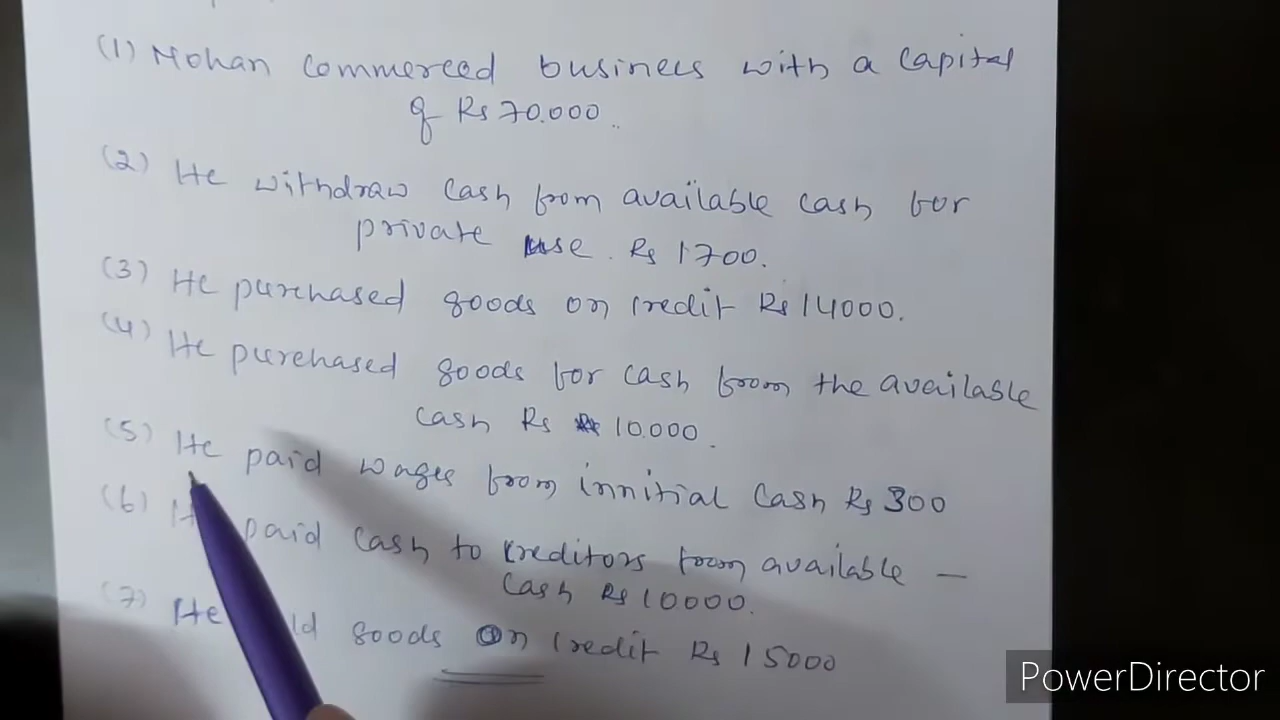 (1) Mohan commerced business with a capital
of Rs 70.000..
(2) He withdraw cash from available cash for
private use. Rs 1700.
(3) He purchased goods on credit Rs 14000.
(4) He purchased goods for cash from the available
cash Rs 10.000.
(5) He paid wages from innitial cash Rs 300
(6) paid cash to creditors from available —
cash Rs 10000.
(7) He goods on credit Rs 15000
PowerDirector